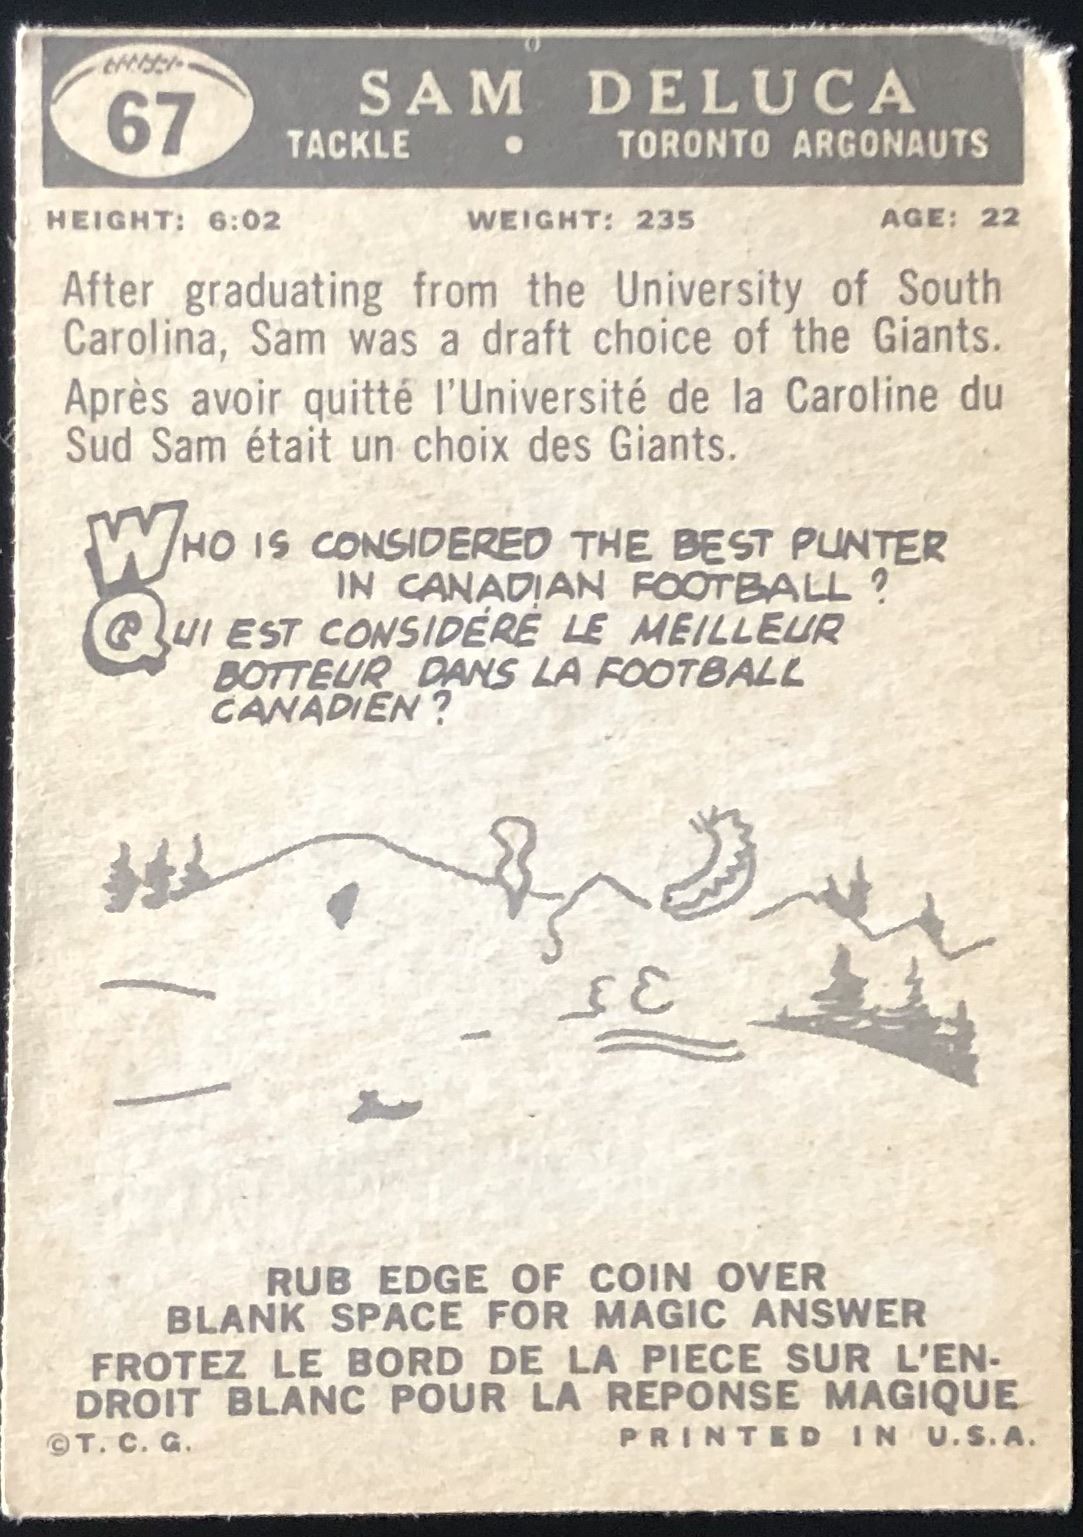 67
SAM DELUCA
TACKLE • TORONTO ARGONAUTS
HEIGHT: 6:02 WEIGHT: 235 AGE: 22
After graduating from the University of South
Carolina, Sam was a draft choice of the Giants.
Après avoir quitté l'Université de la Caroline du
Sud Sam était un choix des Giants.
WHO IS CONSIDERED THE BEST PUNTER
IN CANADIAN FOOTBALL?
QUI EST CONSIDÉRÉ LE MEILLEUR
BOTTEUR DANS LA FOOTBALL
CANADIEN?
RUB EDGE OF COIN OVER
BLANK SPACE FOR MAGIC ANSWER
FROTEZ LE BORD DE LA PIECE SUR L'EN-
DROIT BLANC POUR LA REPONSE MAGIQUE
©T. C. G. PRINTED IN U.S.A.